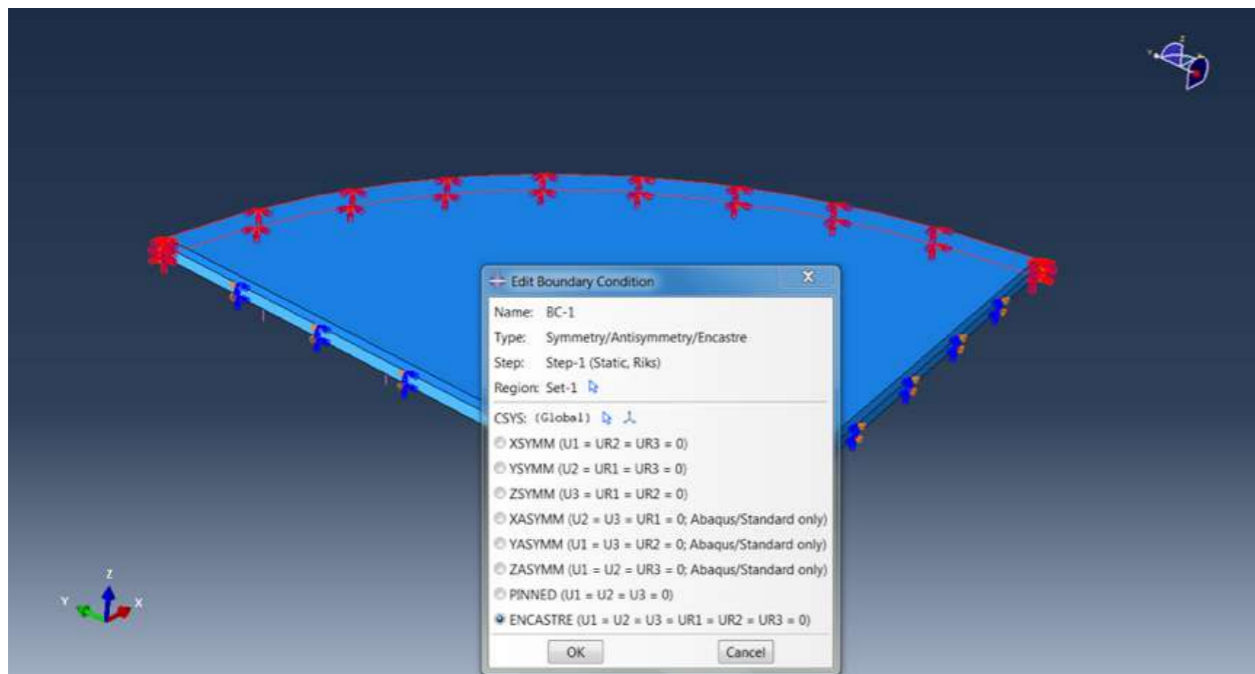 Z
Y
X
Edit Boundary Condition
Name: BC-1
Type: Symmetry/Antisymmetry/Encastre
Step: Step-1 (Static, Riks)
Region: Set-1
CSYS: (Global)
XSYMM (U1 = UR2 = UR3 = 0)
YSYMM (U2 = UR1 = UR3 = 0)
ZSYMM (U3 = UR1 = UR2 = 0)
XASYMM (U2 = U3 = UR1 = 0; Abaqus/Standard only)
YASYMM (U1 = U3 = UR2 = 0; Abaqus/Standard only)
ZASYMM (U1 = U2 = UR3 = 0; Abaqus/Standard only)
PINNED (U1 = U2 = U3 = 0)
ENCASTRE (U1 = U2 = U3 = UR1 = UR2 = UR3 = 0)
OK Cancel
Z
Y X